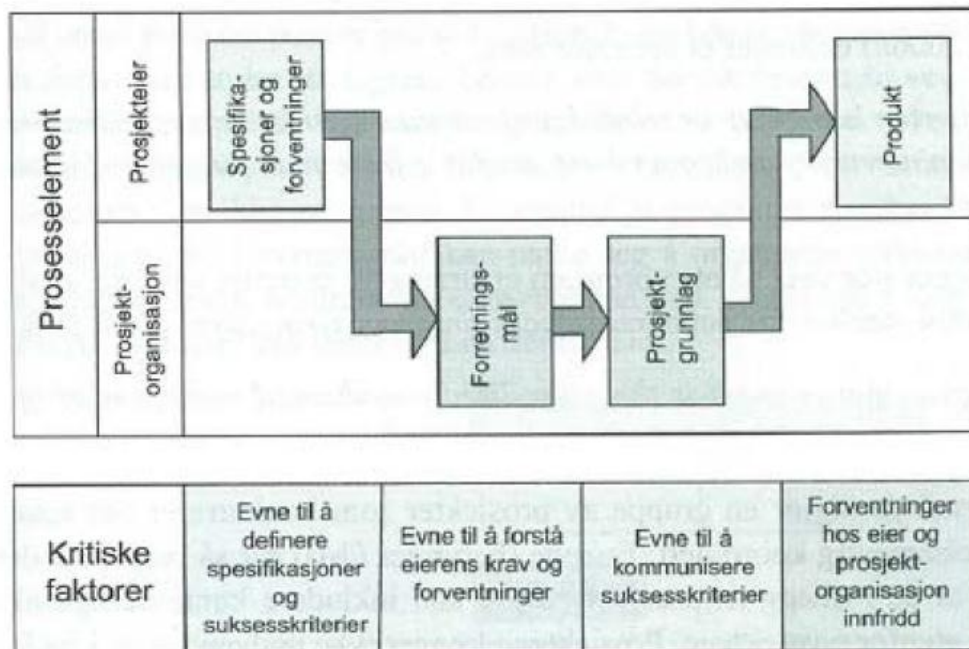 Prosesselement
Prosjekteier
Spesifika-
sjoner og
forventninger
Produkt
Prosjekt-
organisasjon
Forretnings-
mål
Prosjekt-
grunnlag
Kritiske
faktorer
Evne til å
definere
spesifikasjoner
og
suksesskriterier
Evne til å forstå
eierens krav og
forventninger
Evne til å
kommunisere
suksesskriterier
Forventninger
hos eier og
prosjekt-
organisasjon
innfridd